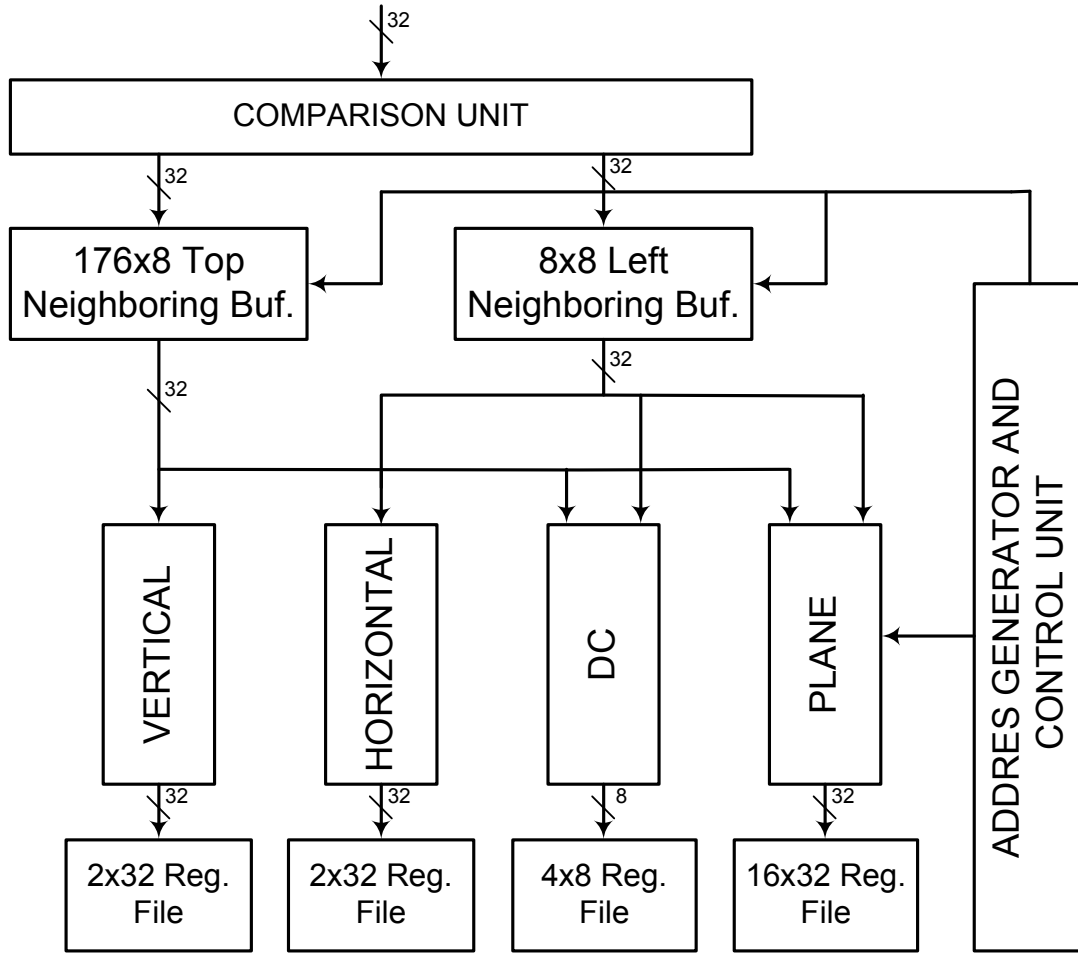 32
COMPARISON UNIT
32
32
176x8 Top
Neighboring Buf.
8x8 Left
Neighboring Buf.
32
32
VERTICAL
HORIZONTAL
DC
PLANE
ADDRES GENERATOR AND
CONTROL UNIT
32
32
8
32
2x32 Reg.
File
2x32 Reg.
File
4x8 Reg.
File
16x32 Reg.
File